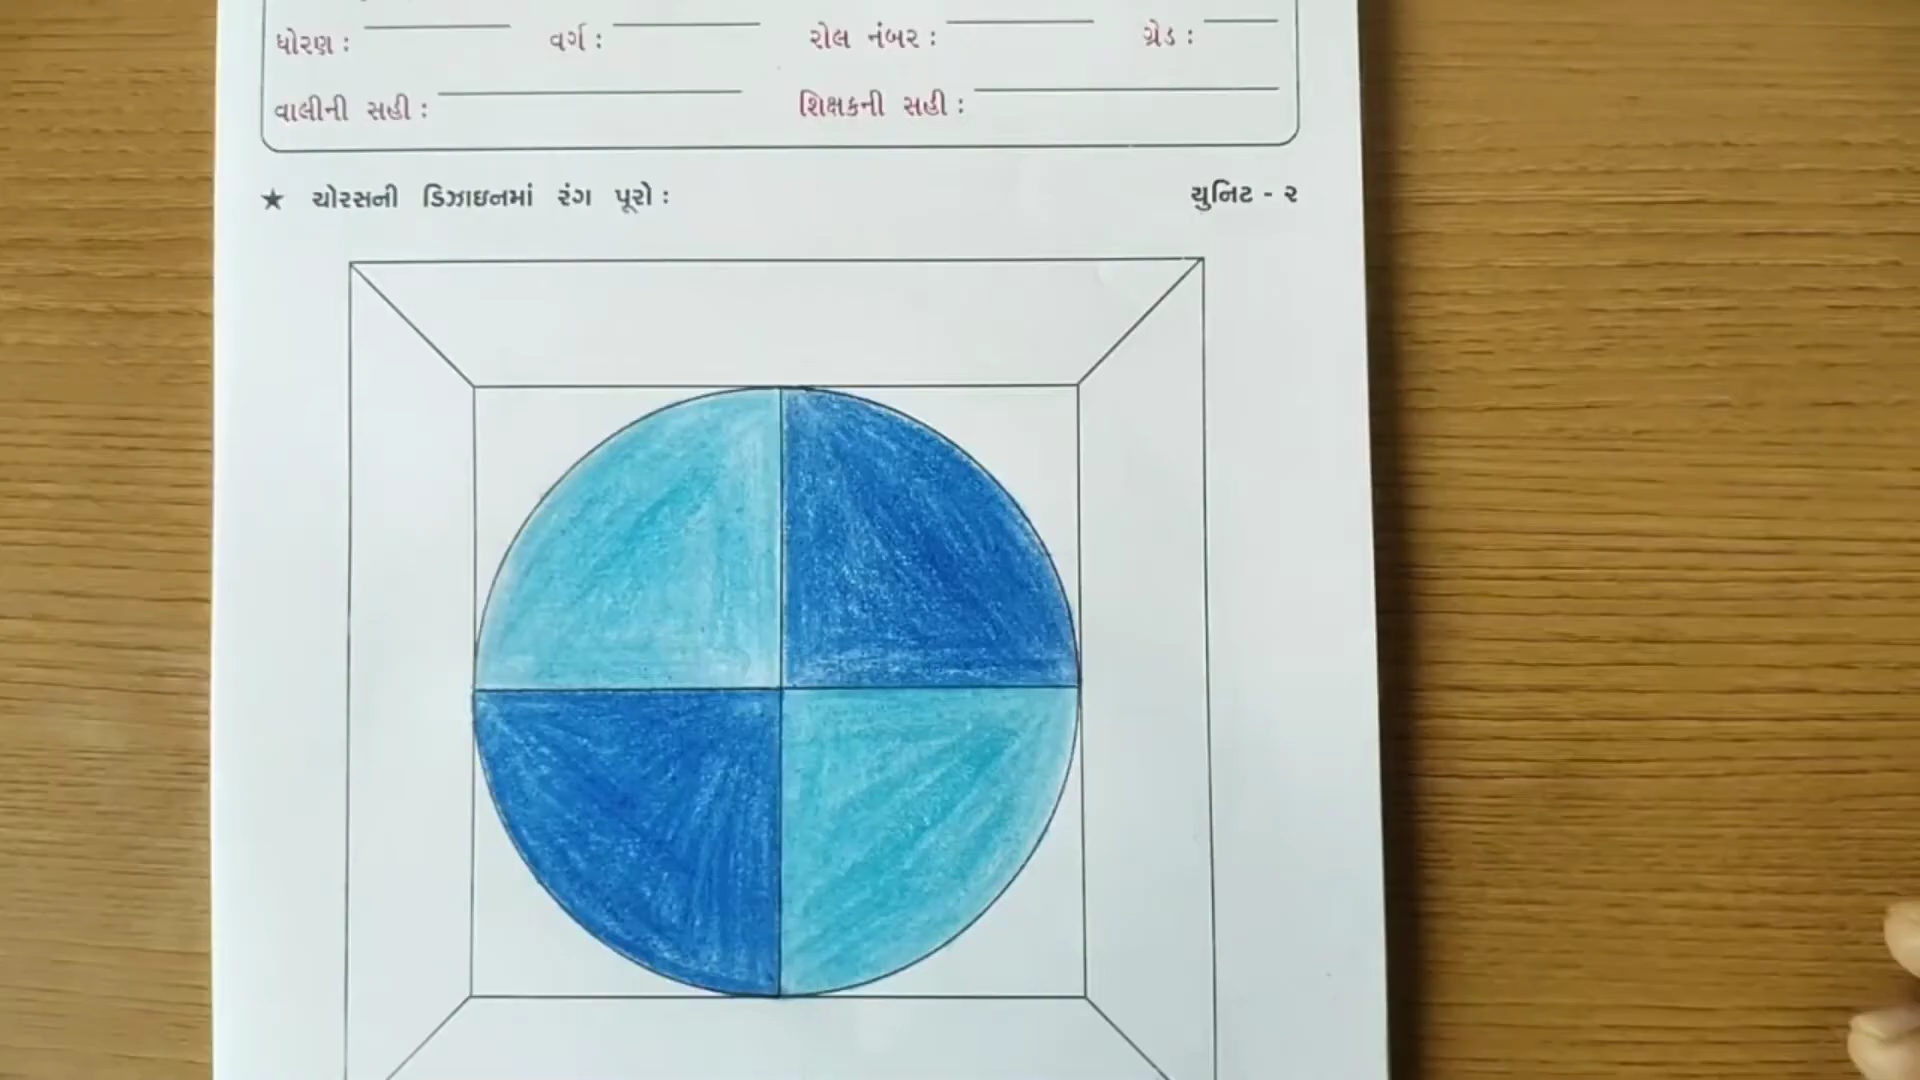 ધોરણ : વર્ગ : રોલ નંબર : ગ્રેડ :
વાલીની સહી : શિક્ષકની સહી :
★ ચોરસની ડિઝાઇનમાં રંગ પૂરો : યુનિટ - ૨